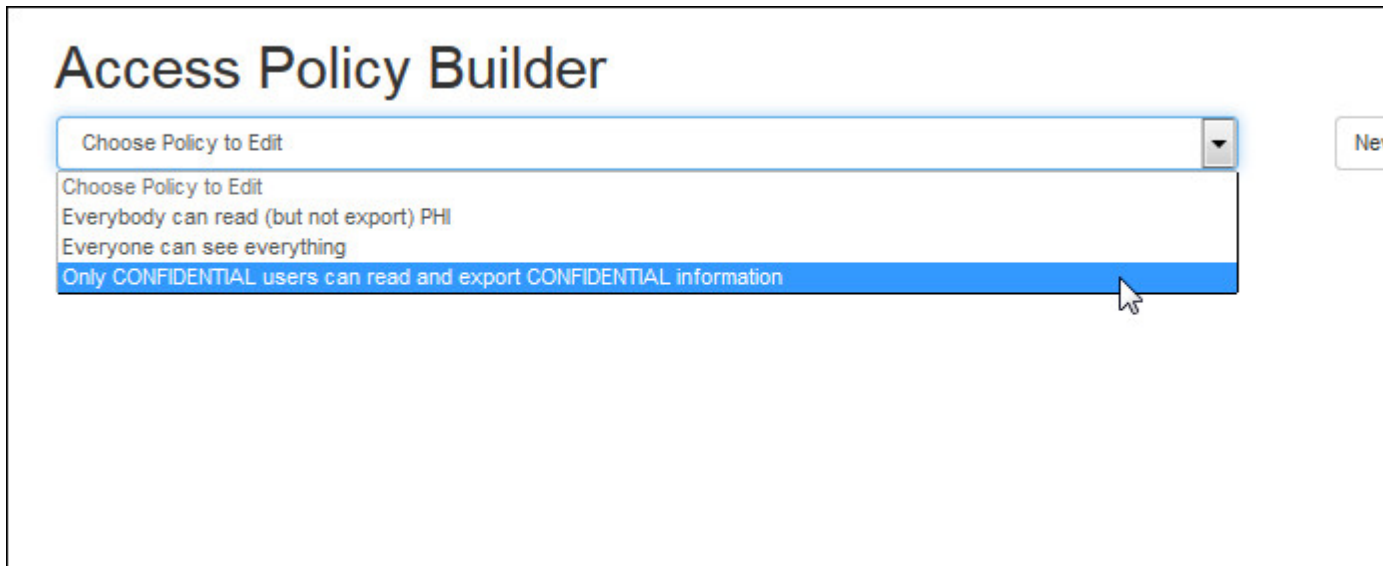 Access Policy Builder
Choose Policy to Edit
Choose Policy to Edit
Everybody can read (but not export) PHI
Everyone can see everything
Only CONFIDENTIAL users can read and export CONFIDENTIAL information